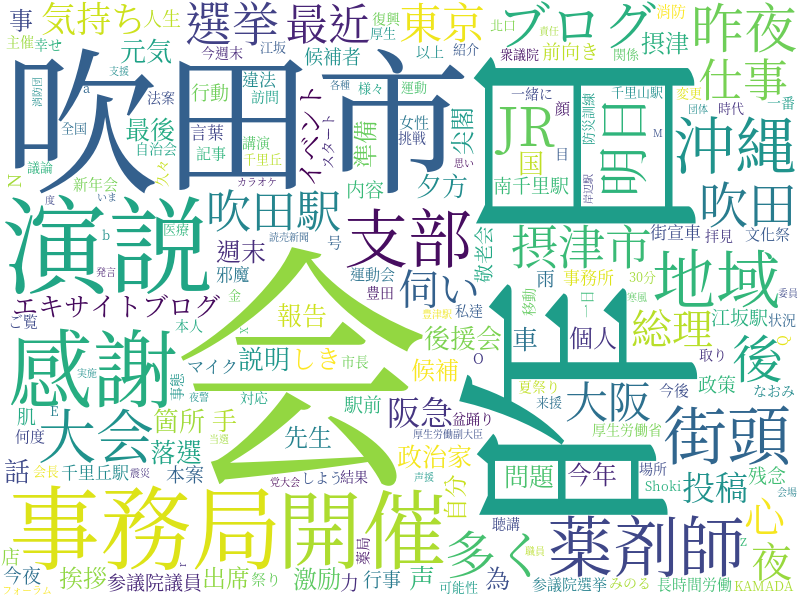 事
気持ち
人生
復興
厚生
選挙
最近
東京
ブログ
消防
北口
責任
昨夜
主催
幸せ
今週末
江坂
元気
候補者
以上
紹介
衆議院
前向き
関係
摂津
仕事
消防団
支援
a
法案
違法
訪問
行動
各種
様々
運動
一緒に
千里山駅
変更
団体
時代
一番
全国
最後
言葉
講演
イベント
スタート
女性
挑戦
準備
尖閣
顔
目
国
JR
防災訓練
明日
M
沖縄
議論
自治会
記事
千里丘
N
新年会
久々
カラオケ
内容
思い
夕方
南千里駅
岸辺駅
吹田市
度
いま
b
医療
読売新聞
吹田駅
号
支部
敬老会
摂津市
街宣車
拝見
文化祭
吹田
演説
発言
週末
邪魔
運動会
豊田
伺い
雨
事務所
30分
地域
委員
エキサイトブログ
ご覧
金
x
本人
報告
私達
豊津駅
移動
一日
寒風
江坂駅
状況
Q
感謝
マイク
説明
しき
市長
後援会
車
O
個人
総理
政策
取り
後
なおみ
実施
事態
夜警
対応
駅前
候補
夏祭り
来援
今後
E
肌
何度
大会
箇所
手
落選
先生
阪急
盆踊り
大阪
厚生労働副大臣
厚生労働省
街頭
話
会長
千里丘駅
震災
本案
当選
しよう
結果
党大会
声援
政治家
自分
問題
今年
場所
Shoki
残念
投稿
会場
会
皆
事務局
開催
薬局
多く
聴講
薬剤師
z
心
夜
職員
店
今夜
フォーラム
挨拶
参議院議員
r
出席
祭り
激励
力
行事
声
可能性
為
参議院選挙
みのる
長時間労働
KAMADA